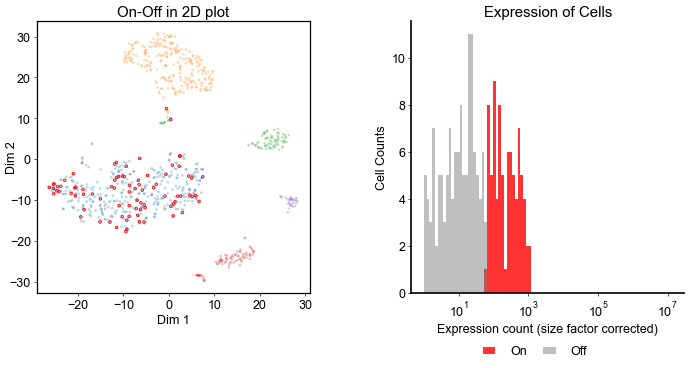 On-Off in 2D plot
30
20
10
0
−10
−20
−30
Dim 2
−20
−10
0
10
20
30
Dim 1
Expression of Cells
10
8
6
4
2
0
Cell Counts
10^1
10^3
10^5
10^7
Expression count (size factor corrected)
On
Off